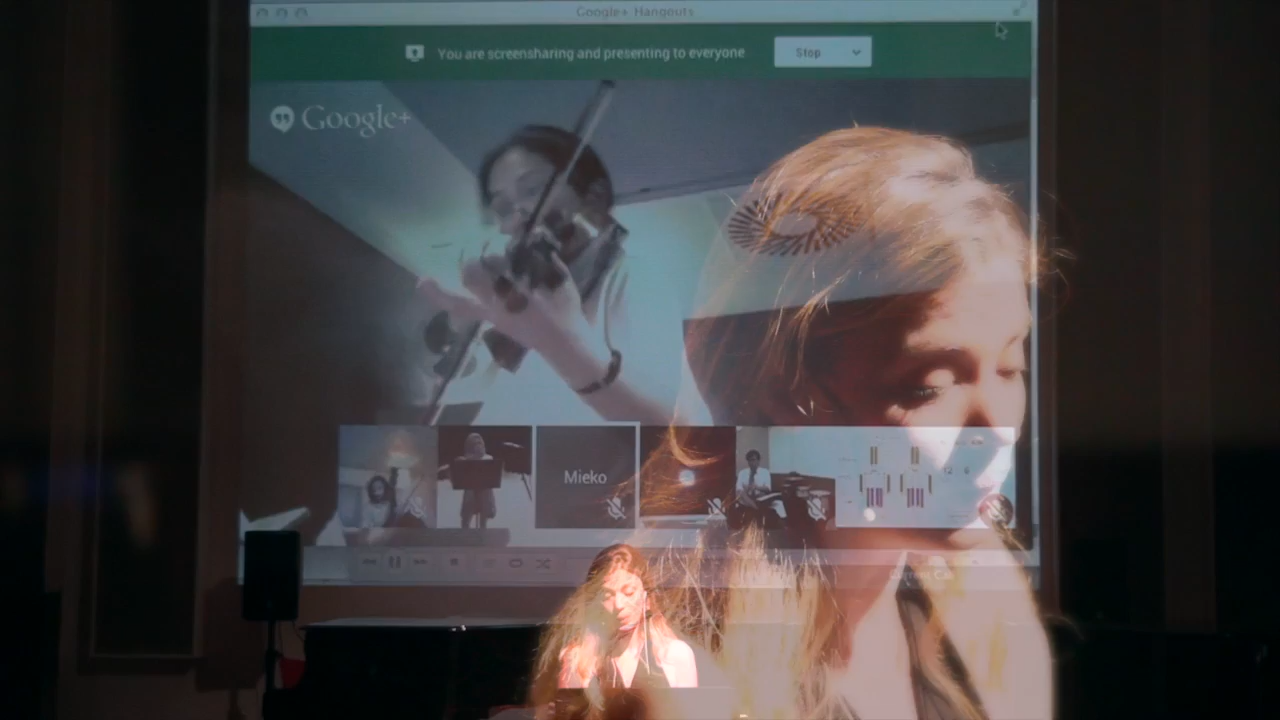 Google+ Hangouts
You are screensharing and presenting to everyone
Stop
Google+
Mieko